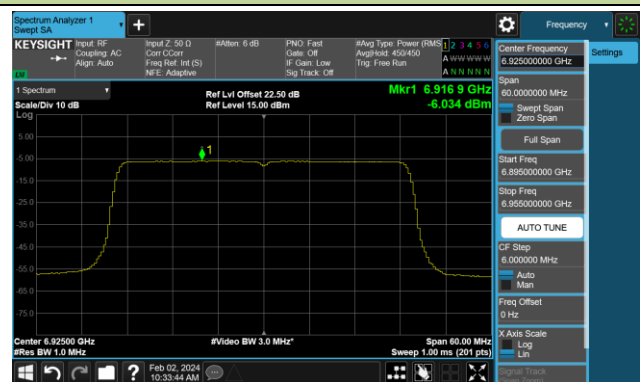 Spectrum Analyzer 1
Swept SA
Frequency
KEYSIGHT
Input: RF
Coupling: AC
Align: Auto
Input Z: 50 Ω
Corr CCorr
Freq Ref: Int (S)
NFE: Adaptive
#Atten: 6 dB
PNO: Fast
Gate: Off
IF Gain: Low
Sig Track: Off
#Avg Type: Power (RMS
Avg|Hold: 450/450
Trig: Free Run
1 2 3 4 5 6
A W W W W W
A N N N N N
Center Frequency
6.925000000 GHz
Settings
Span
60.0000000 MHz
Swept Span
Zero Span
Full Span
Start Freq
6.895000000 GHz
Stop Freq
6.955000000 GHz
AUTO TUNE
CF Step
6.000000 MHz
Auto
Man
Freq Offset
0 Hz
X Axis Scale
Log
Lin
Signal Track
LW
1 Spectrum
Scale/Div 10 dB
Log
Ref Lvl Offset 22.50 dB
Ref Level 15.00 dBm
Mkr1 6.916 9 GHz
-6.034 dBm
5.00
-5.00
-15.0
-25.0
-35.0
-45.0
-55.0
-65.0
-75.0
1
Center 6.92500 GHz
#Res BW 1.0 MHz
#Video BW 3.0 MHz*
Span 60.00 MHz
Sweep 1.00 ms (201 pts)
?
Feb 02, 2024
10:33:44 AM